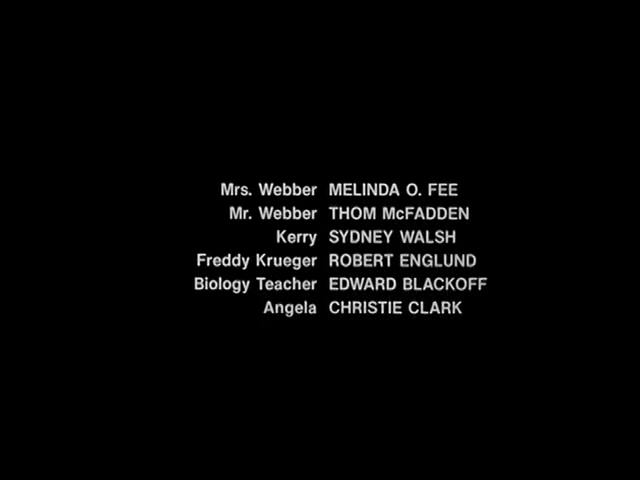 Mrs. Webber MELINDA O. FEE
Mr. Webber THOM McFADDEN
Kerry SYDNEY WALSH
Freddy Krueger ROBERT ENGLUND
Biology Teacher EDWARD BLACKOFF
Angela CHRISTIE CLARK